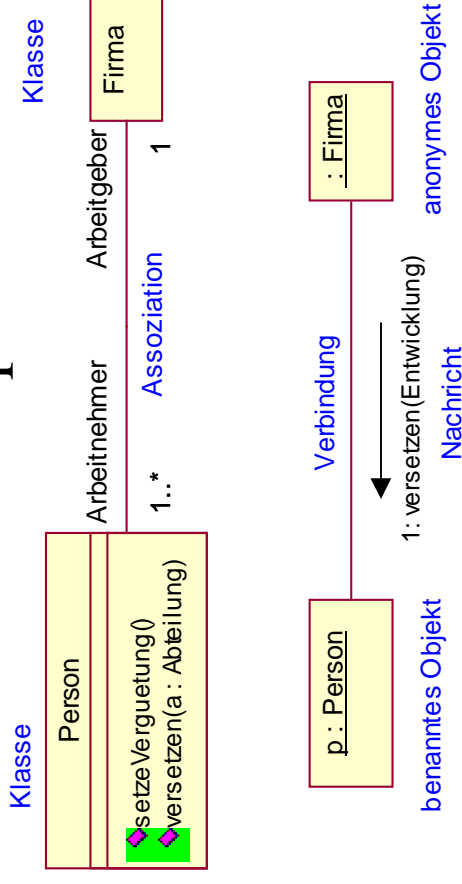 Klasse
Klasse
Person
Firma
setzeVerguetung()
versetzen(a : Abteilung)
Arbeitnehmer
Arbeitgeber
1..*
Assoziation
1
p : Person
: Firma
Verbindung
1: versetzen(Entwicklung)
Nachricht
benanntes Objekt
anonymes Objekt